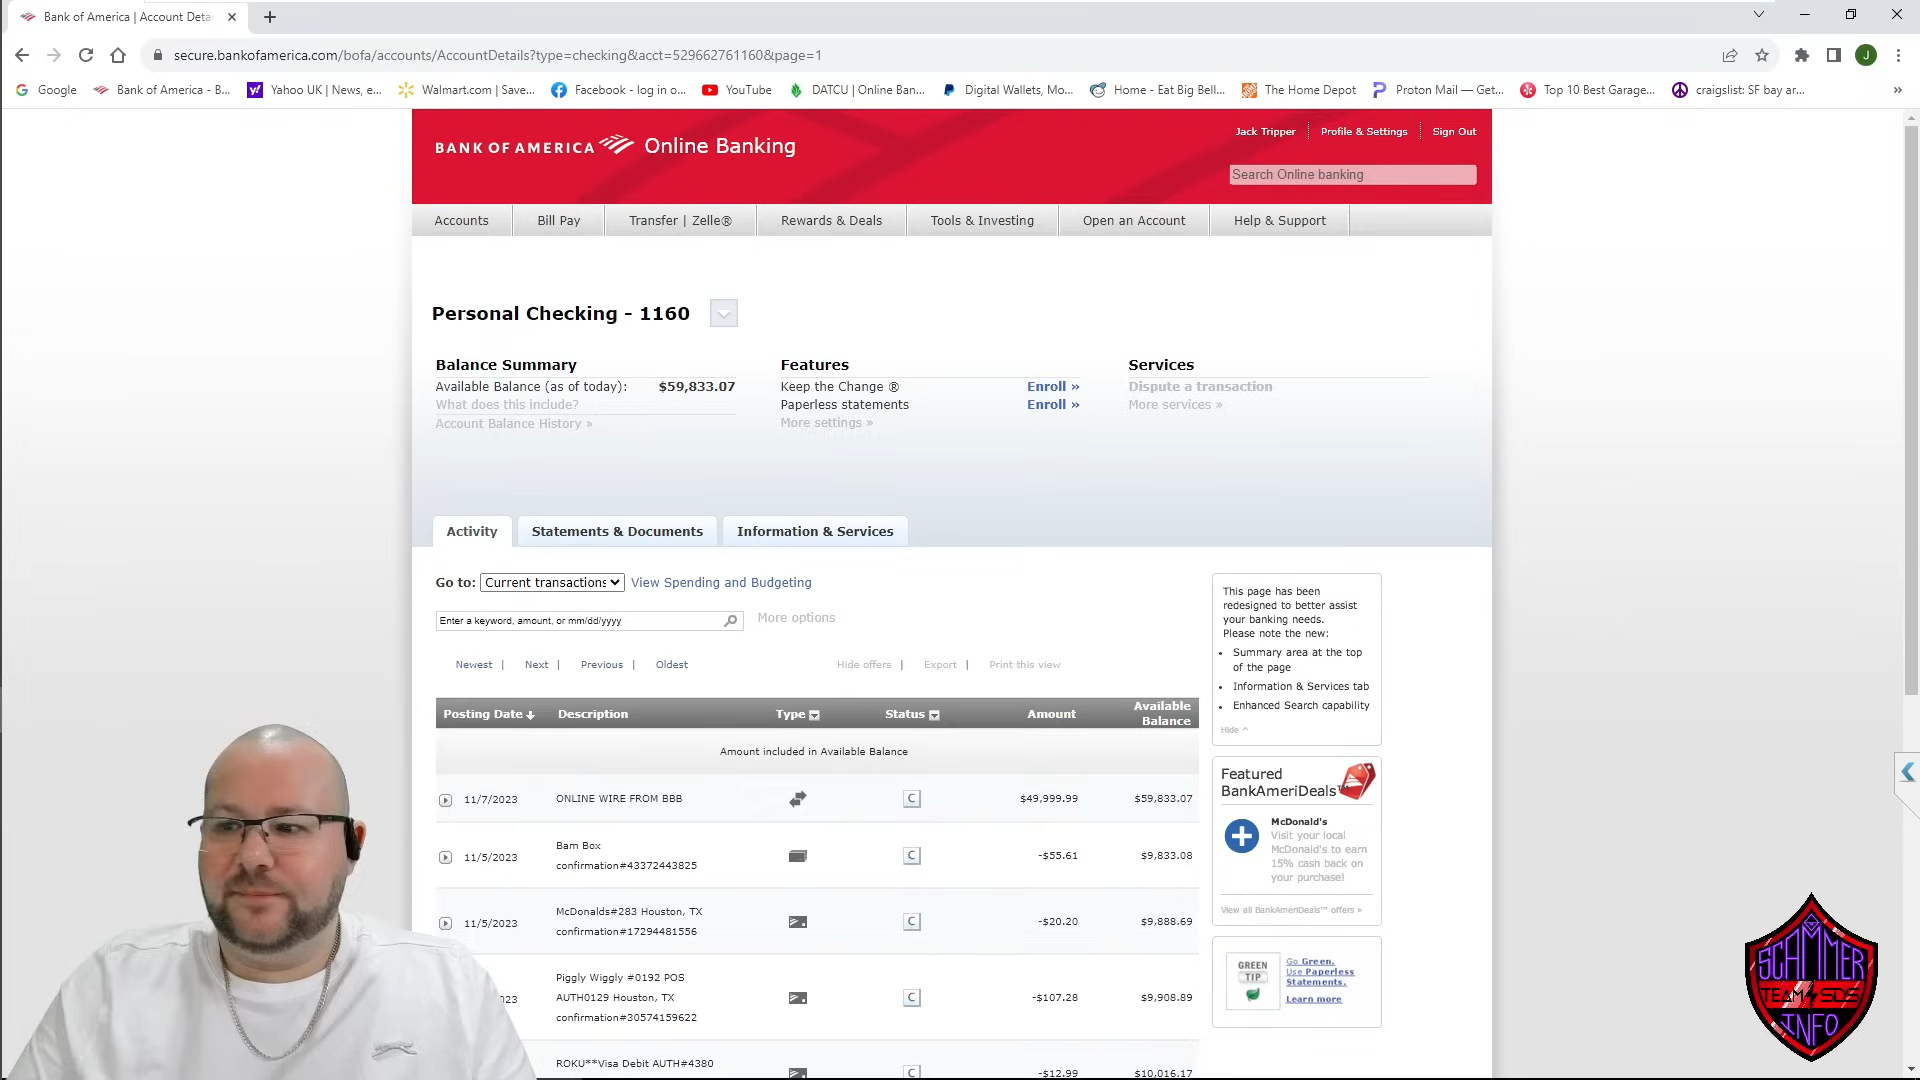 Bank of America | Account Deta
secure.bankofamerica.com/bofa/accounts/AccountDetails?type=checking&acct=529662761160&page=1
J
Google
Bank of America - B...
Yahoo UK | News, e...
Walmart.com | Save...
Facebook - log in o...
YouTube
DATCU | Online Ban...
Digital Wallets, Mo...
Home - Eat Big Bell...
The Home Depot
Proton Mail — Get...
Top 10 Best Garage...
craigslist: SF bay ar...
BANK OF AMERICA Online Banking
Jack Tripper
Profile & Settings
Sign Out
Search Online banking
Accounts
Bill Pay
Transfer | Zelle®
Rewards & Deals
Tools & Investing
Open an Account
Help & Support
Personal Checking - 1160
Balance Summary
Available Balance (as of today): $59,833.07
What does this include?
Account Balance History »
Features
Keep the Change ® Enroll »
Paperless statements Enroll »
More settings »
Services
Dispute a transaction
More services »
Activity
Statements & Documents
Information & Services
Go to: Current transactions View Spending and Budgeting
Enter a keyword, amount, or mm/dd/yyyy
More options
Newest | Next | Previous | Oldest
Hide offers | Export | Print this view
Posting Date Description Type Status Amount Available Balance
Amount included in Available Balance
11/7/2023 ONLINE WIRE FROM BBB C $49,999.99 $59,833.07
11/5/2023 Bam Box C -$55.61 $9,833.08
confirmation#43372443825
11/5/2023 McDonalds#283 Houston, TX C -$20.20 $9,888.69
confirmation#17294481556
Piggly Wiggly #0192 POS
23 AUTH0129 Houston, TX C -$107.28 $9,908.89
confirmation#30574159622
ROKU**Visa Debit AUTH#4380
C -$12.99 $10,016.17
This page has been
redesigned to better assist
your banking needs.
Please note the new:
Summary area at the top
of the page
Information & Services tab
Enhanced Search capability
Hide ^
Featured
BankAmeriDeals™
McDonald's
Visit your local
McDonald's to earn
15% cash back on
your purchase!
View all BankAmeriDeals™ offers »
GREEN
TIP
Go Green.
Use Paperless
Statements.
Learn more
SCAMMER
TEAM SDS
INFO